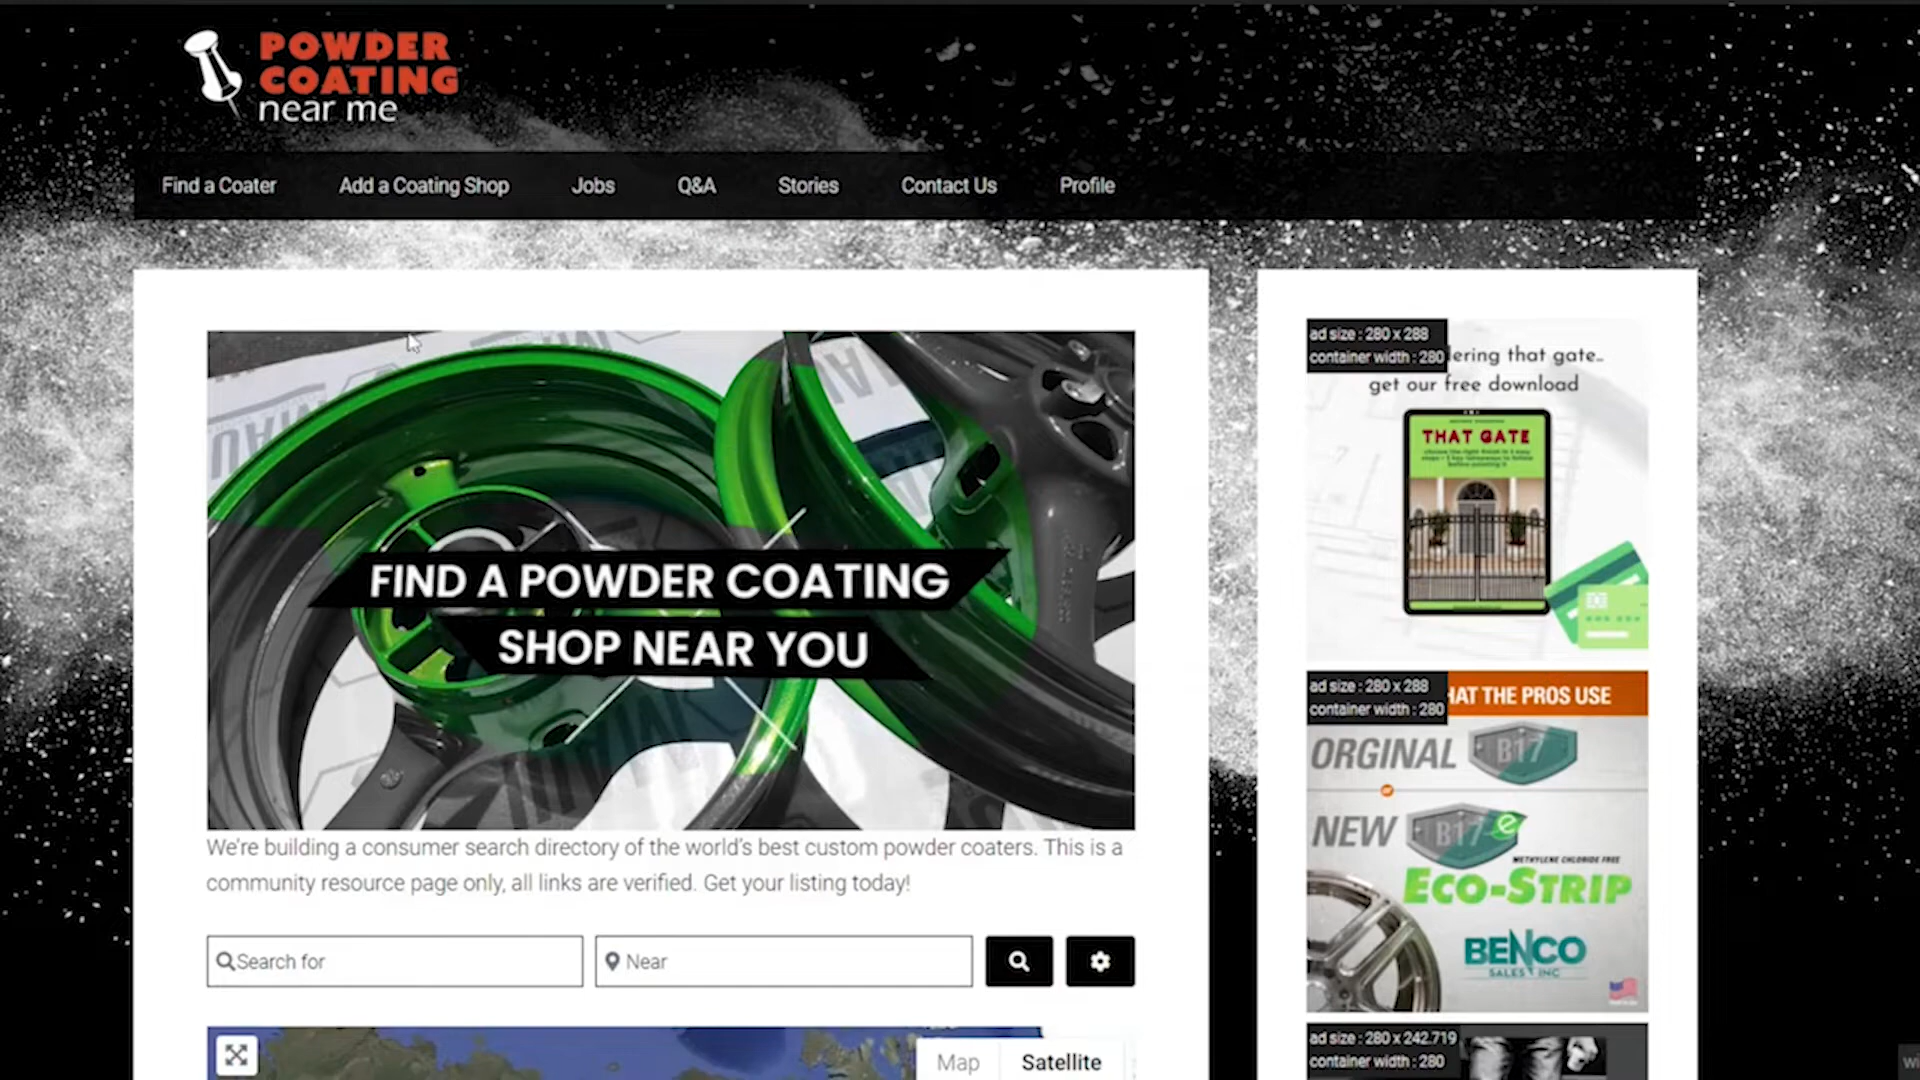 POWDER
COATING
near me
Find a Coater
Add a Coating Shop
Jobs
Q&A
Stories
Contact Us
Profile
FIND A POWDER COATING
SHOP NEAR YOU
We're building a consumer search directory of the world's best custom powder coaters. This is a
community resource page only, all links are verified. Get your listing today!
Search for
Near
Map
Satellite
ad size : 280 x 288
container width : 280
lering that gate..
get our free download
THAT GATE
ad size : 280 x 288
container width : 280
HAT THE PROS USE
ORGINAL B17
or
NEW B17 e
METHYLENE CHLORIDE FREE
ECO-STRIP
BENCO
SALES INC
ad size : 280 x 242.719
container width : 280